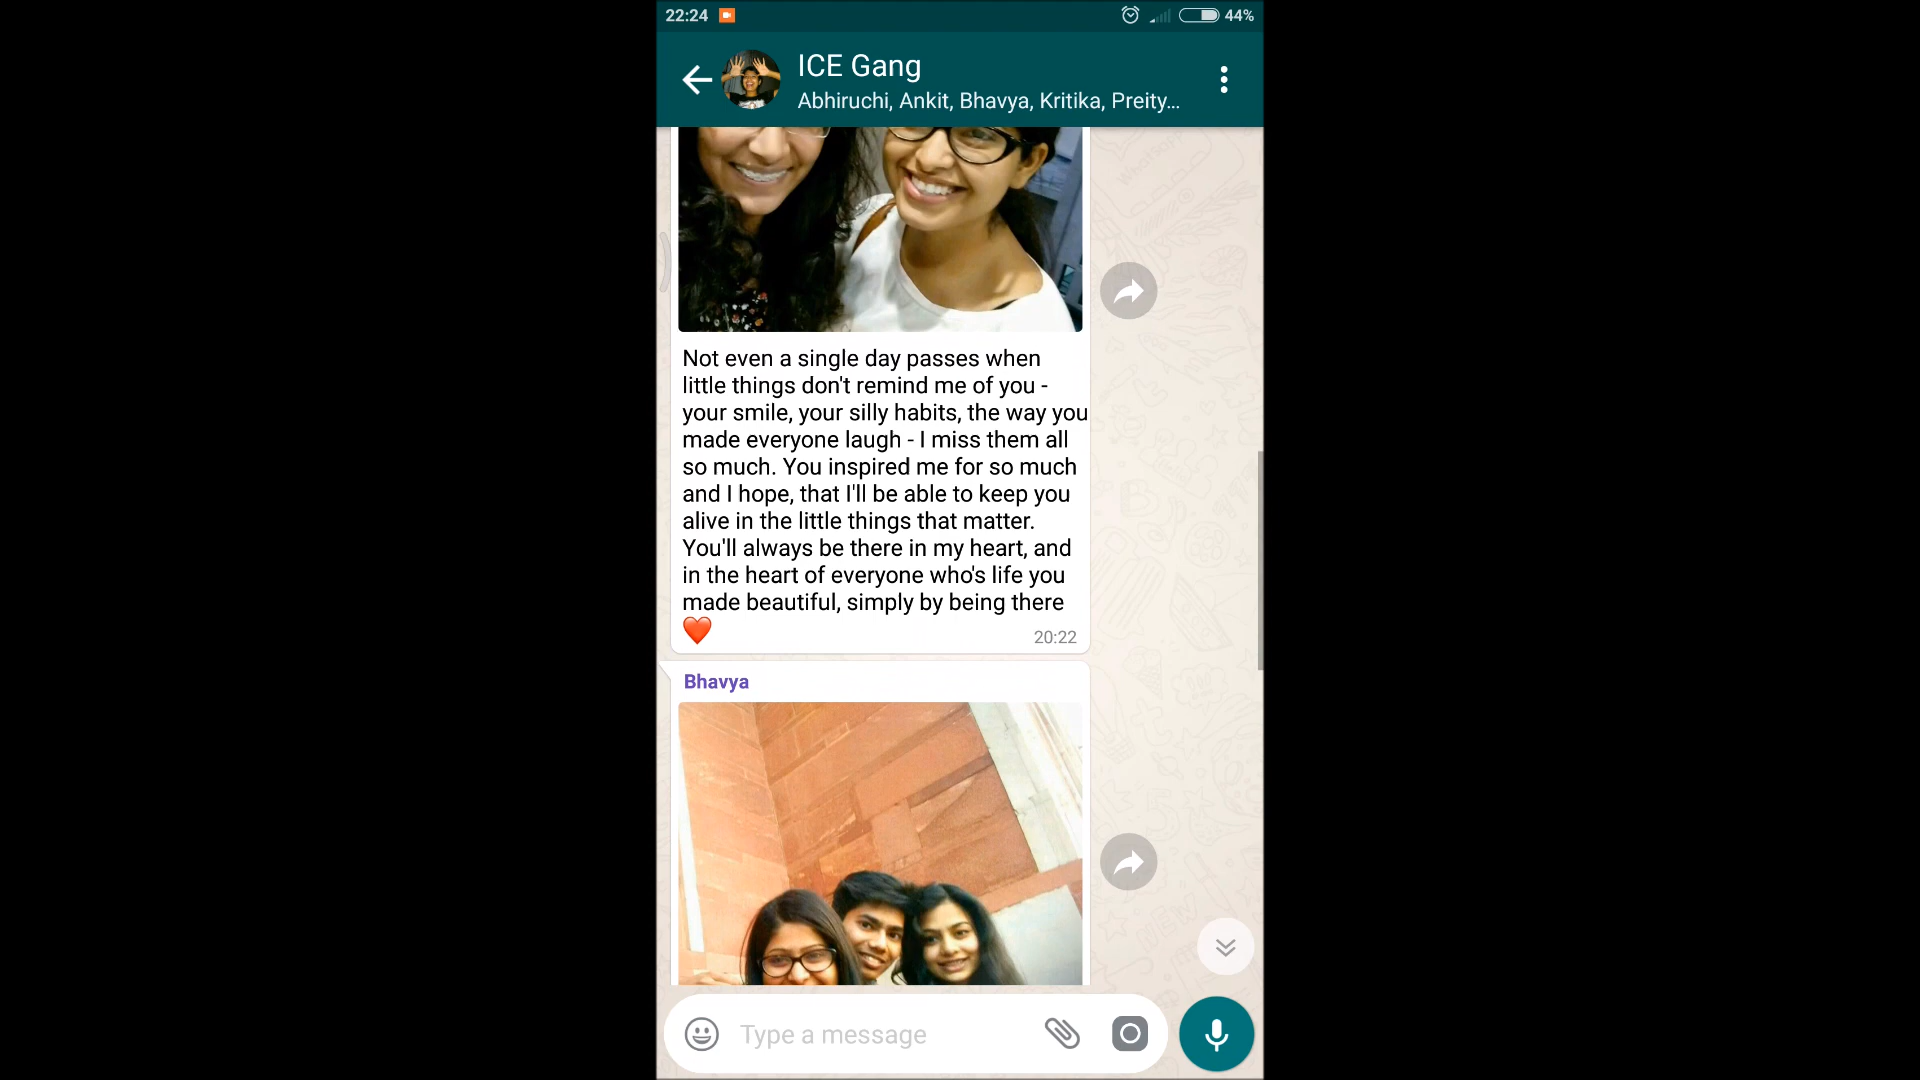 22:24
44%
ICE Gang
Abhiruchi, Ankit, Bhavya, Kritika, Preity...
Not even a single day passes when
little things don't remind me of you -
your smile, your silly habits, the way you
made everyone laugh - I miss them all
so much. You inspired me for so much
and I hope, that I'll be able to keep you
alive in the little things that matter.
You'll always be there in my heart, and
in the heart of everyone who's life you
made beautiful, simply by being there
❤️
20:22
Bhavya
Type a message